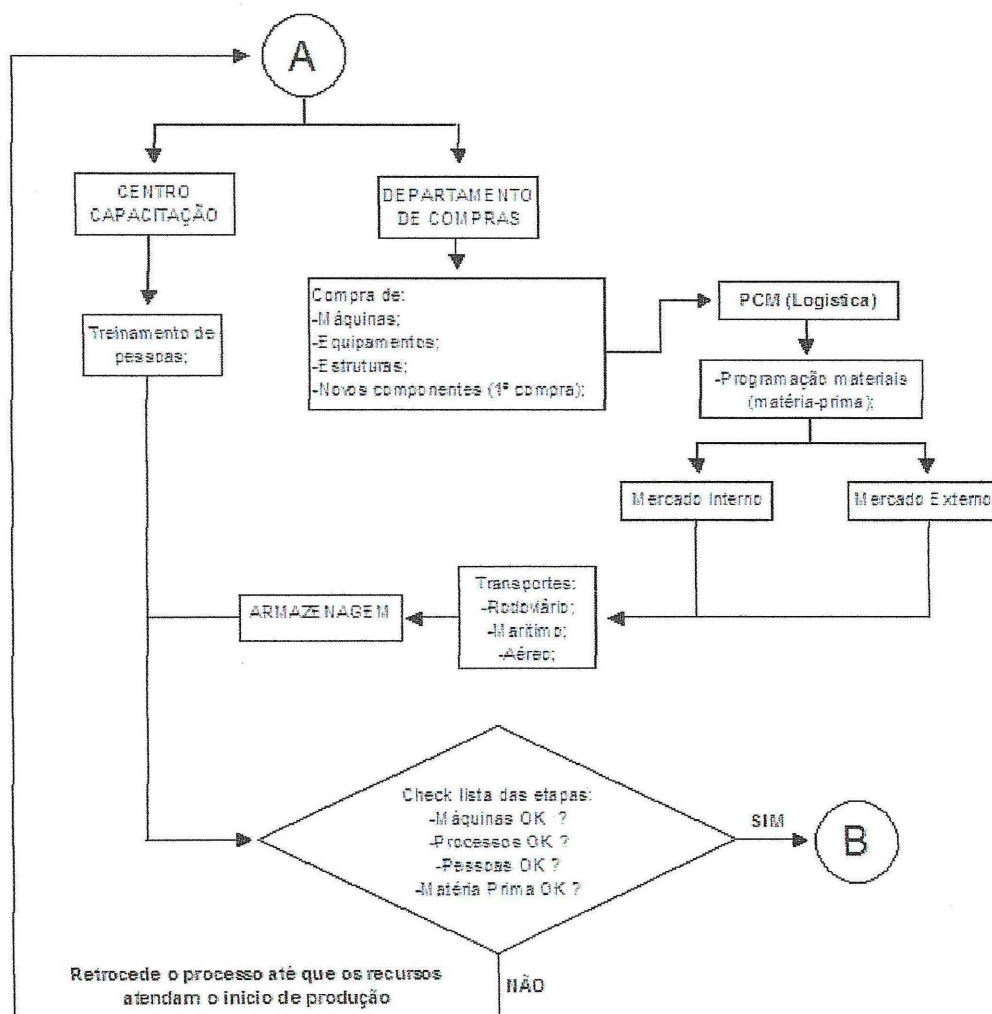 A
CENTRO
CAPACITAÇÃO
DEPARTAMENTO
DE COMPRAS
Treinamento de
pessoas;
Compra de:
-Máquinas;
-Equipamentos;
-Estruturas;
-Novos componentes (1ª compra);
PCM (Logistica)
-Programação materiais
(matéria-prima);
Mercado Interno
Mercado Externo
Transportes:
-Rodoviário;
-Marítimo;
-Aéreo;
ARMAZENAGEM
Check lista das etapas:
-Máquinas OK ?
-Processos OK ?
-Pessoas OK ?
-Matéria Prima OK ?
SIM
B
NÃO
Retrocede o processo até que os recursos
atendam o inicio de produção